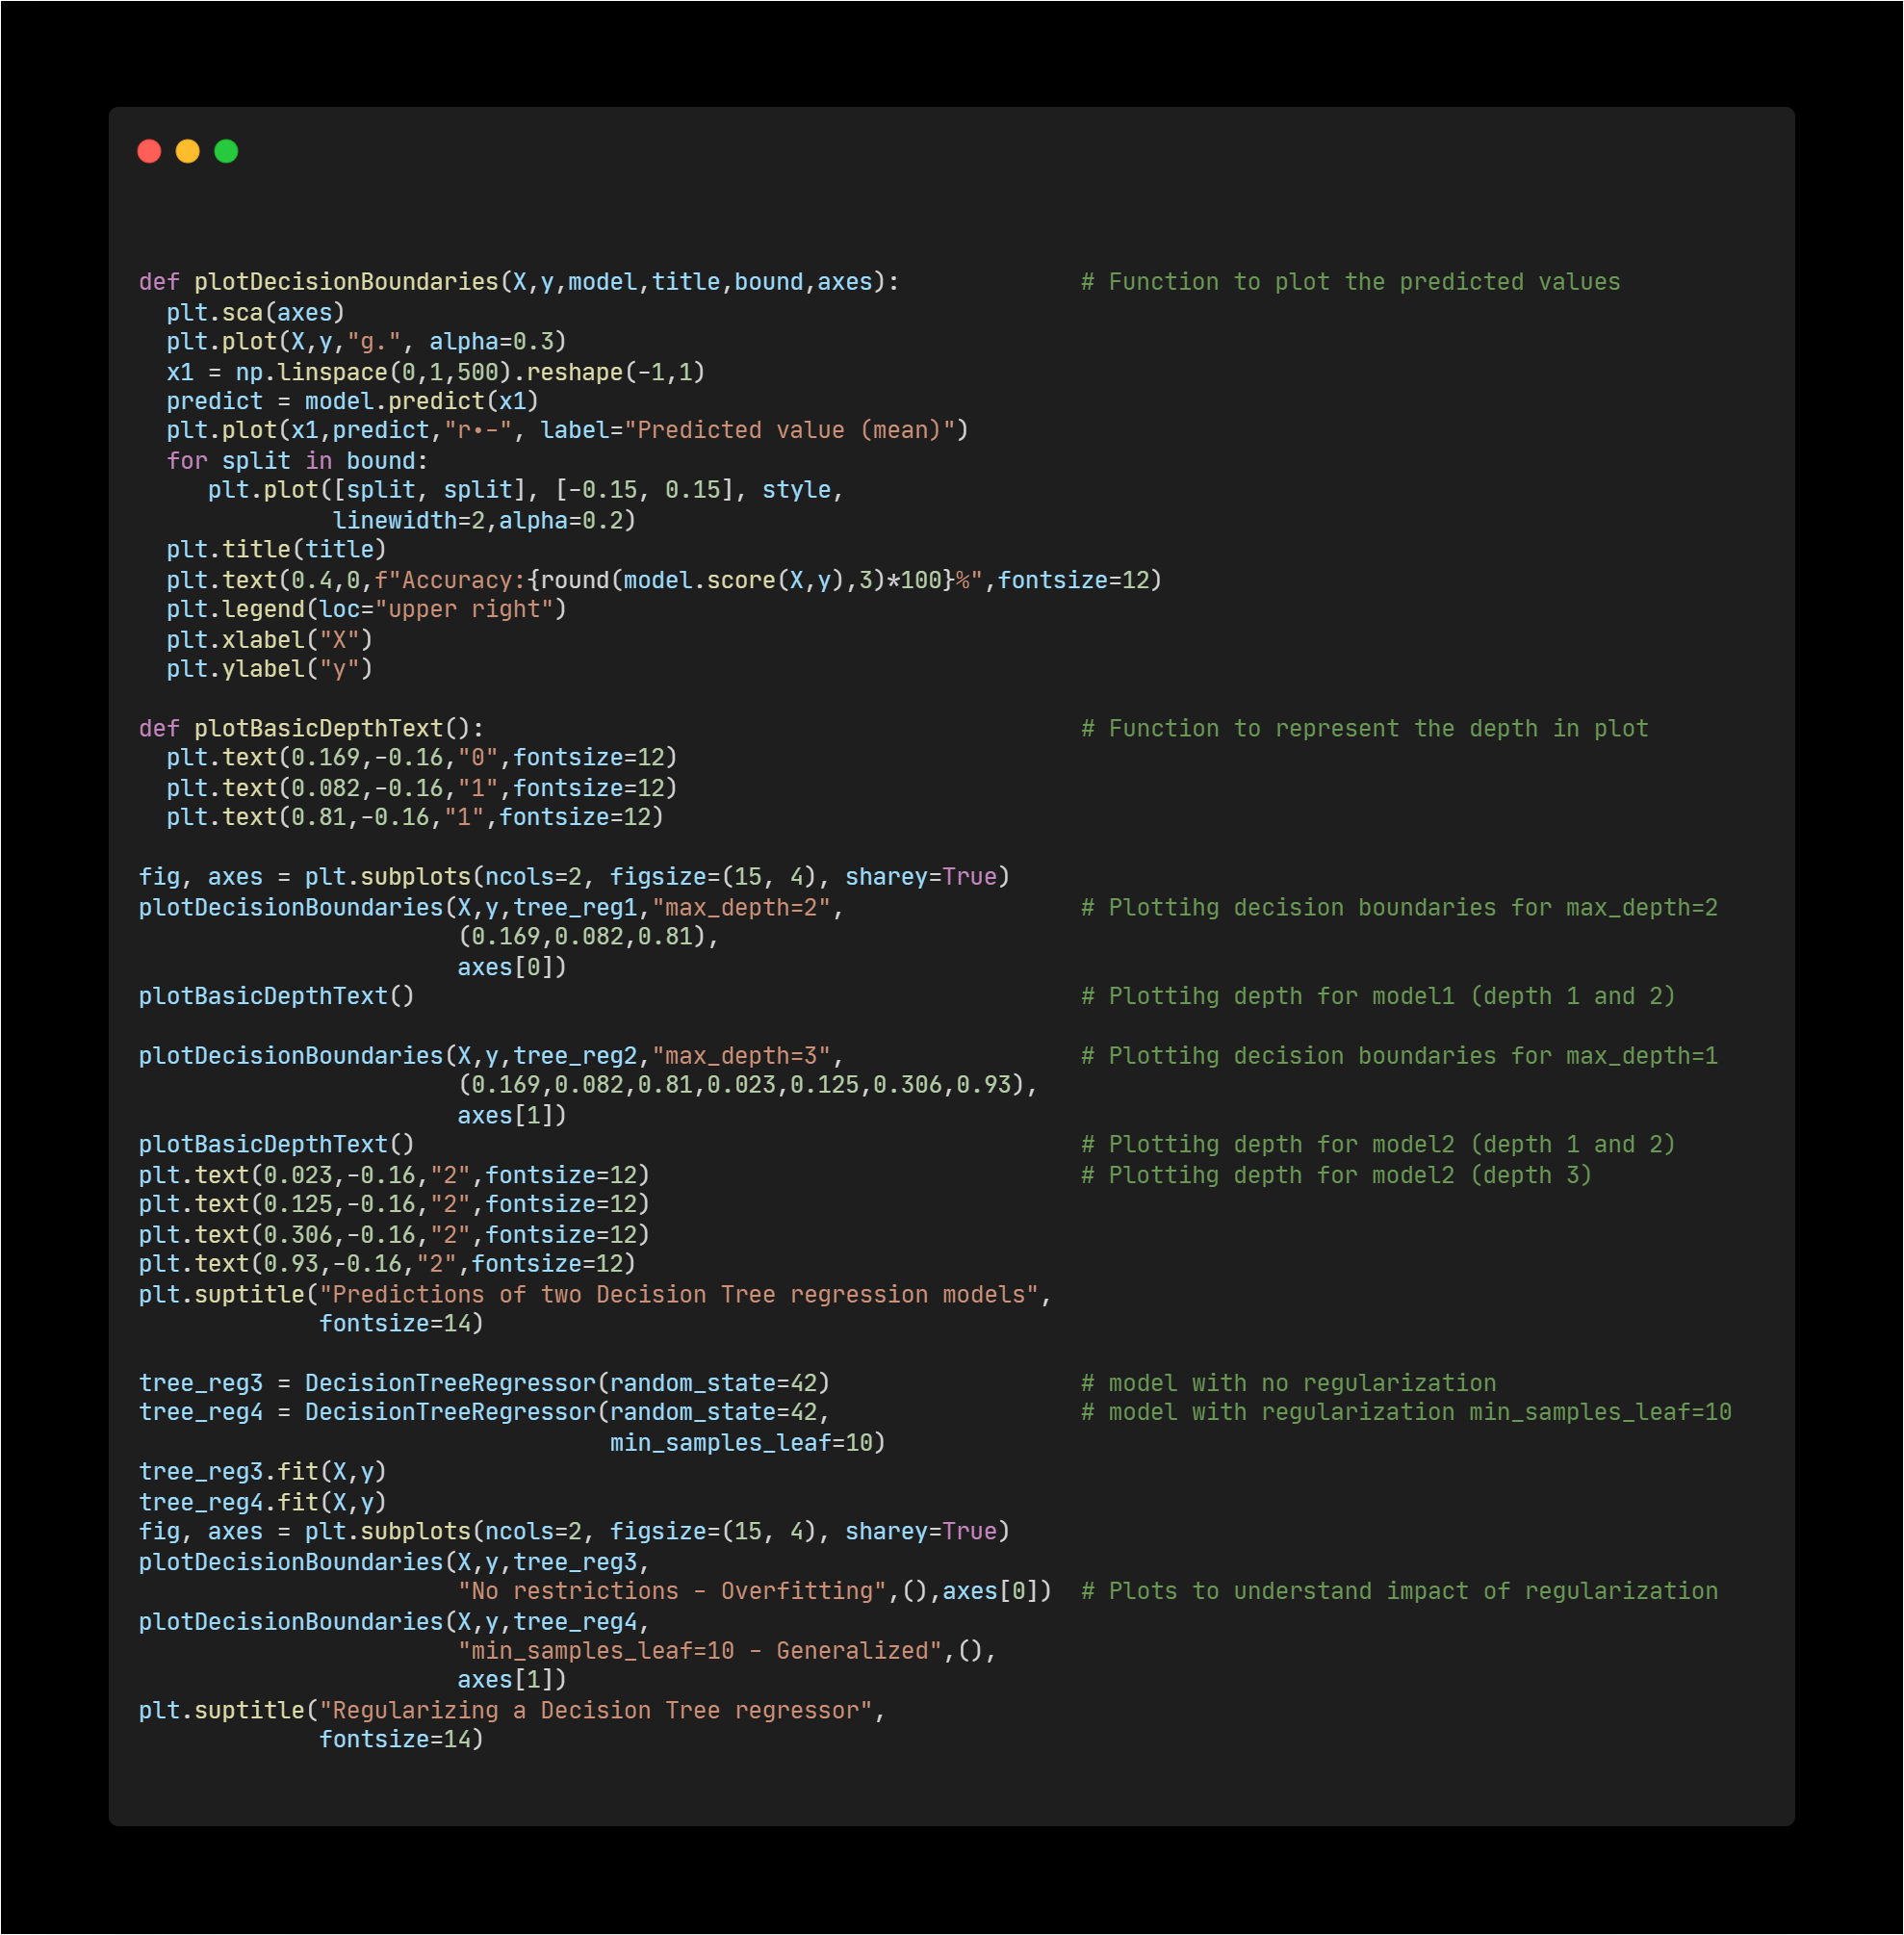 def plotDecisionBoundaries(X,y,model,title,bound,axes):             # Function to plot the predicted values
  plt.sca(axes)
  plt.plot(X,y,"g.", alpha=0.3)
  x1 = np.linspace(0,1,500).reshape(-1,1)
  predict = model.predict(x1)
  plt.plot(x1,predict,"r•-", label="Predicted value (mean)")
  for split in bound:
     plt.plot([split, split], [-0.15, 0.15], style,
              linewidth=2,alpha=0.2)
  plt.title(title)
  plt.text(0.4,0,f"Accuracy:{round(model.score(X,y),3)*100}%",fontsize=12)
  plt.legend(loc="upper right")
  plt.xlabel("X")
  plt.ylabel("y")

def plotBasicDepthText():                                           # Function to represent the depth in plot
  plt.text(0.169,-0.16,"0",fontsize=12)
  plt.text(0.082,-0.16,"1",fontsize=12)
  plt.text(0.81,-0.16,"1",fontsize=12)

fig, axes = plt.subplots(ncols=2, figsize=(15, 4), sharey=True)
plotDecisionBoundaries(X,y,tree_reg1,"max_depth=2",                 # Plottihg decision boundaries for max_depth=2
                       (0.169,0.082,0.81),
                       axes[0])
plotBasicDepthText()                                                # Plottihg depth for model1 (depth 1 and 2)

plotDecisionBoundaries(X,y,tree_reg2,"max_depth=3",                 # Plottihg decision boundaries for max_depth=1
                       (0.169,0.082,0.81,0.023,0.125,0.306,0.93),
                       axes[1])
plotBasicDepthText()                                                # Plottihg depth for model2 (depth 1 and 2)
plt.text(0.023,-0.16,"2",fontsize=12)                               # Plottihg depth for model2 (depth 3)
plt.text(0.125,-0.16,"2",fontsize=12)
plt.text(0.306,-0.16,"2",fontsize=12)
plt.text(0.93,-0.16,"2",fontsize=12)
plt.suptitle("Predictions of two Decision Tree regression models",
             fontsize=14)

tree_reg3 = DecisionTreeRegressor(random_state=42)                  # model with no regularization
tree_reg4 = DecisionTreeRegressor(random_state=42,                  # model with regularization min_samples_leaf=10
                                  min_samples_leaf=10)
tree_reg3.fit(X,y)
tree_reg4.fit(X,y)
fig, axes = plt.subplots(ncols=2, figsize=(15, 4), sharey=True)
plotDecisionBoundaries(X,y,tree_reg3,
                       "No restrictions - Overfitting",(),axes[0])  # Plots to understand impact of regularization
plotDecisionBoundaries(X,y,tree_reg4,
                       "min_samples_leaf=10 - Generalized",(),
                       axes[1])
plt.suptitle("Regularizing a Decision Tree regressor",
             fontsize=14)